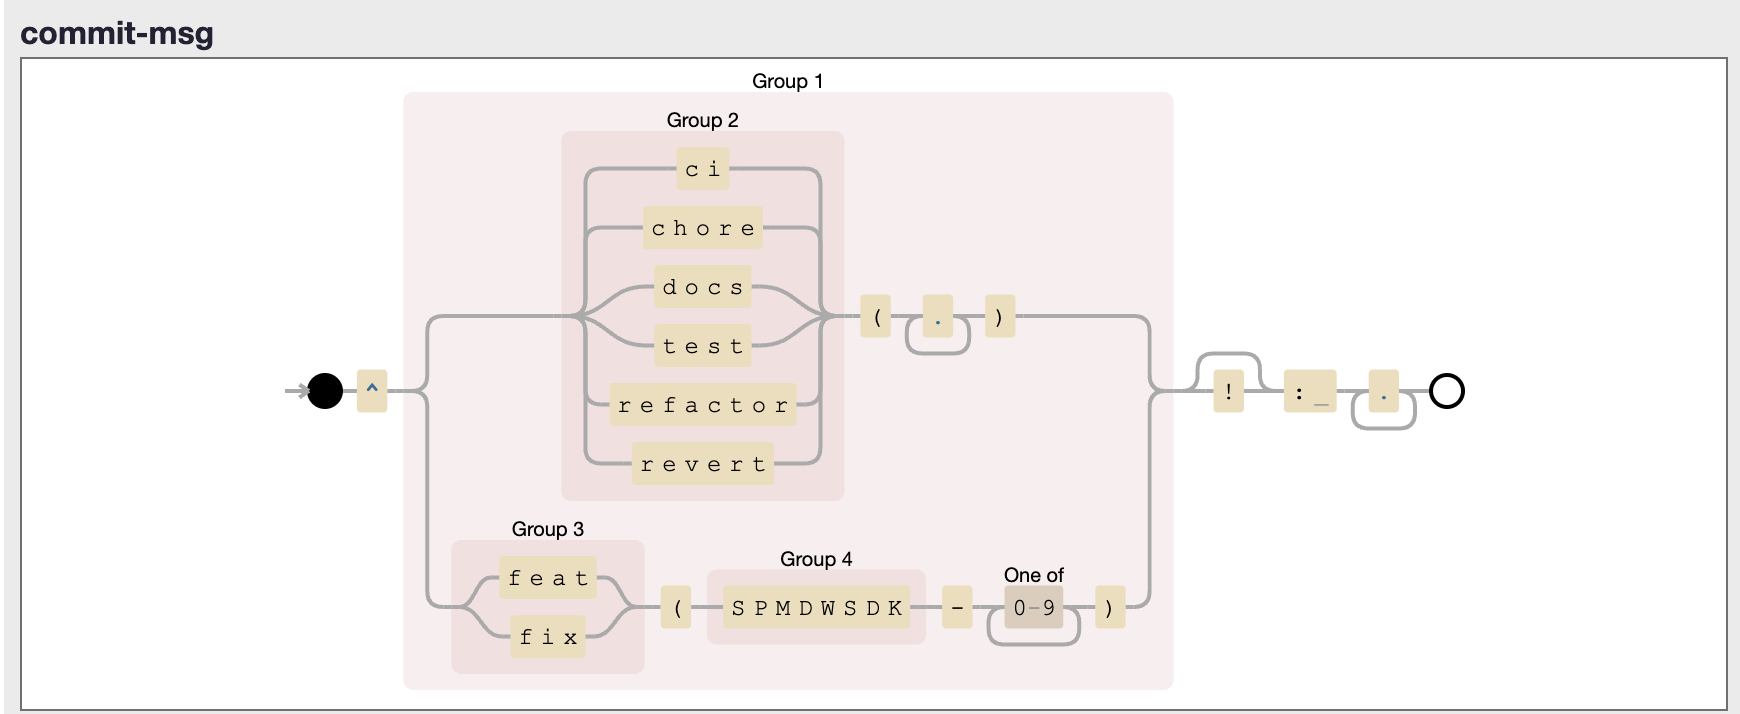 commit-msg
Group 1
Group 2
ci
chore
docs
test
refactor
revert
( . )
^
! :_ .
Group 3
feat
fix
Group 4
( SPMDWSDK - One of 0-9 )